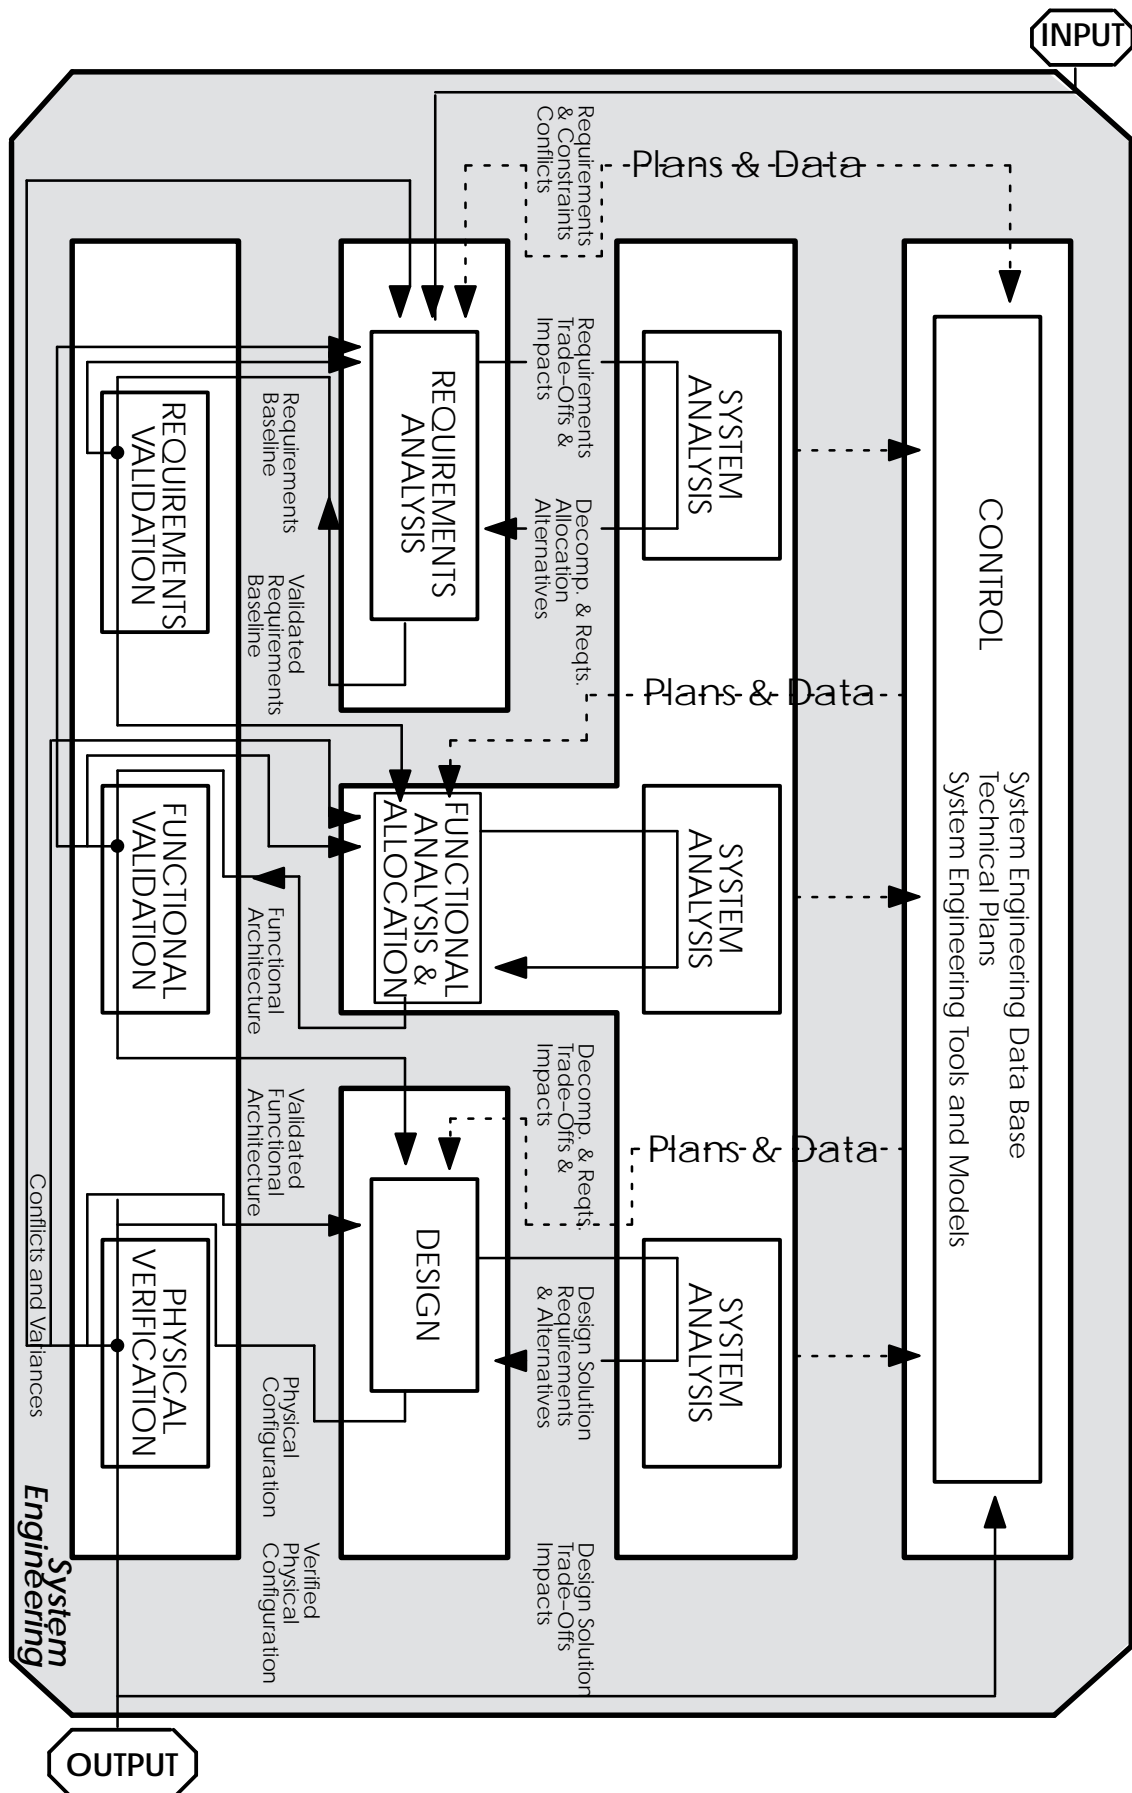 INPUT
Plans & Data
Requirements
& Constraints
Conflicts
CONTROL
System Engineering Data Base
Technical Plans
System Engineering Tools and Models
SYSTEM
ANALYSIS
Requirements
Trade–Offs &
Impacts
REQUIREMENTS
ANALYSIS
Decomp. & Reqts.
Allocation
Alternatives
Requirements
Baseline
REQUIREMENTS
VALIDATION
Validated
Requirements
Baseline
Plans & Data
SYSTEM
ANALYSIS
FUNCTIONAL
ANALYSIS &
ALLOCATION
FUNCTIONAL
VALIDATION
Functional
Architecture
Decomp. & Reqts.
Trade–Offs &
Impacts
Validated
Functional
Architecture
Plans & Data
SYSTEM
ANALYSIS
Design Solution
Requirements
& Alternatives
DESIGN
PHYSICAL
VERIFICATION
Physical
Configuration
Design Solution
Trade–Offs
Impacts
Verified
Physical
Configuration
Conflicts and Variances
System
Engineering
OUTPUT